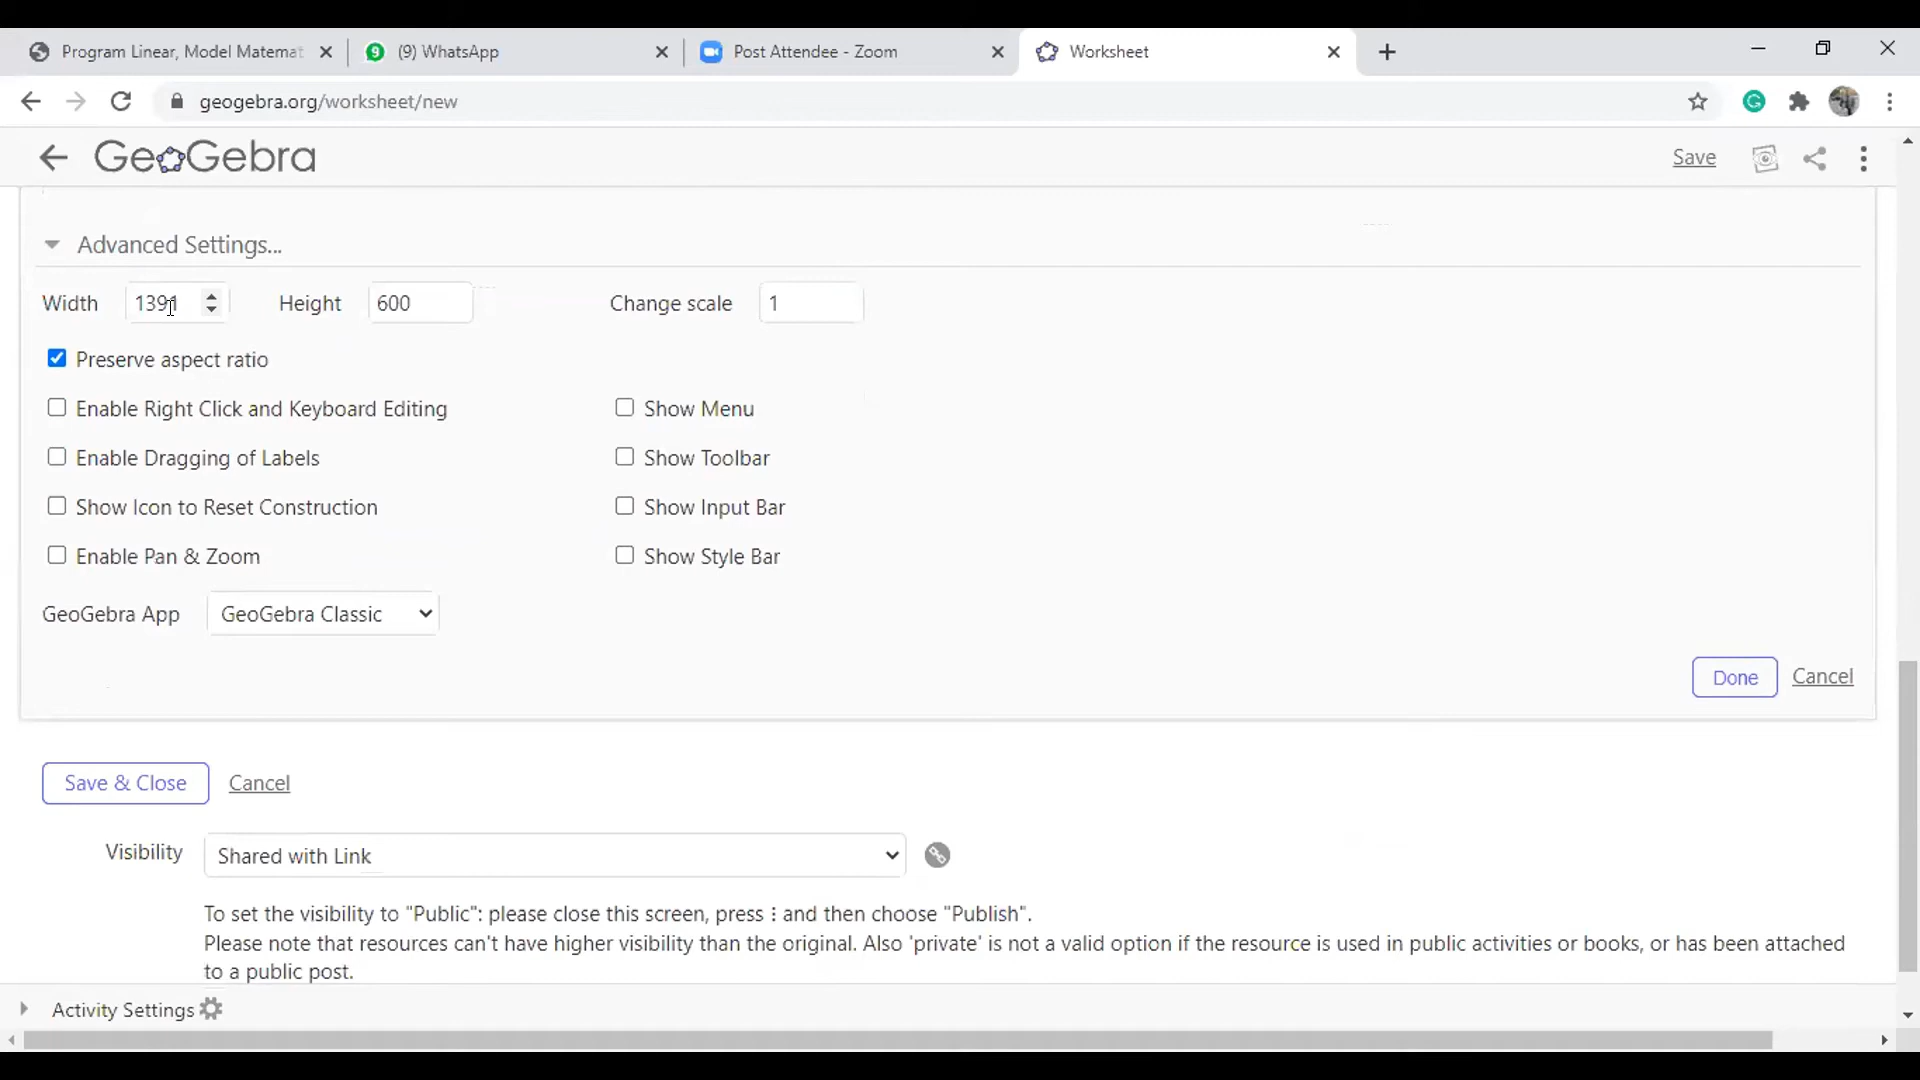 Program Linear, Model Matemat
9
(9) WhatsApp
Post Attendee - Zoom
Worksheet
geogebra.org/worksheet/new
GeoGebra
Save
Advanced Settings...
Width 1391 Height 600 Change scale 1
Preserve aspect ratio
Enable Right Click and Keyboard Editing
Show Menu
Enable Dragging of Labels
Show Toolbar
Show Icon to Reset Construction
Show Input Bar
Enable Pan & Zoom
Show Style Bar
GeoGebra App GeoGebra Classic
Done Cancel
Save & Close Cancel
Visibility Shared with Link
To set the visibility to "Public": please close this screen, press ⋮ and then choose "Publish".
Please note that resources can't have higher visibility than the original. Also 'private' is not a valid option if the resource is used in public activities or books, or has been attached
to a public post.
Activity Settings